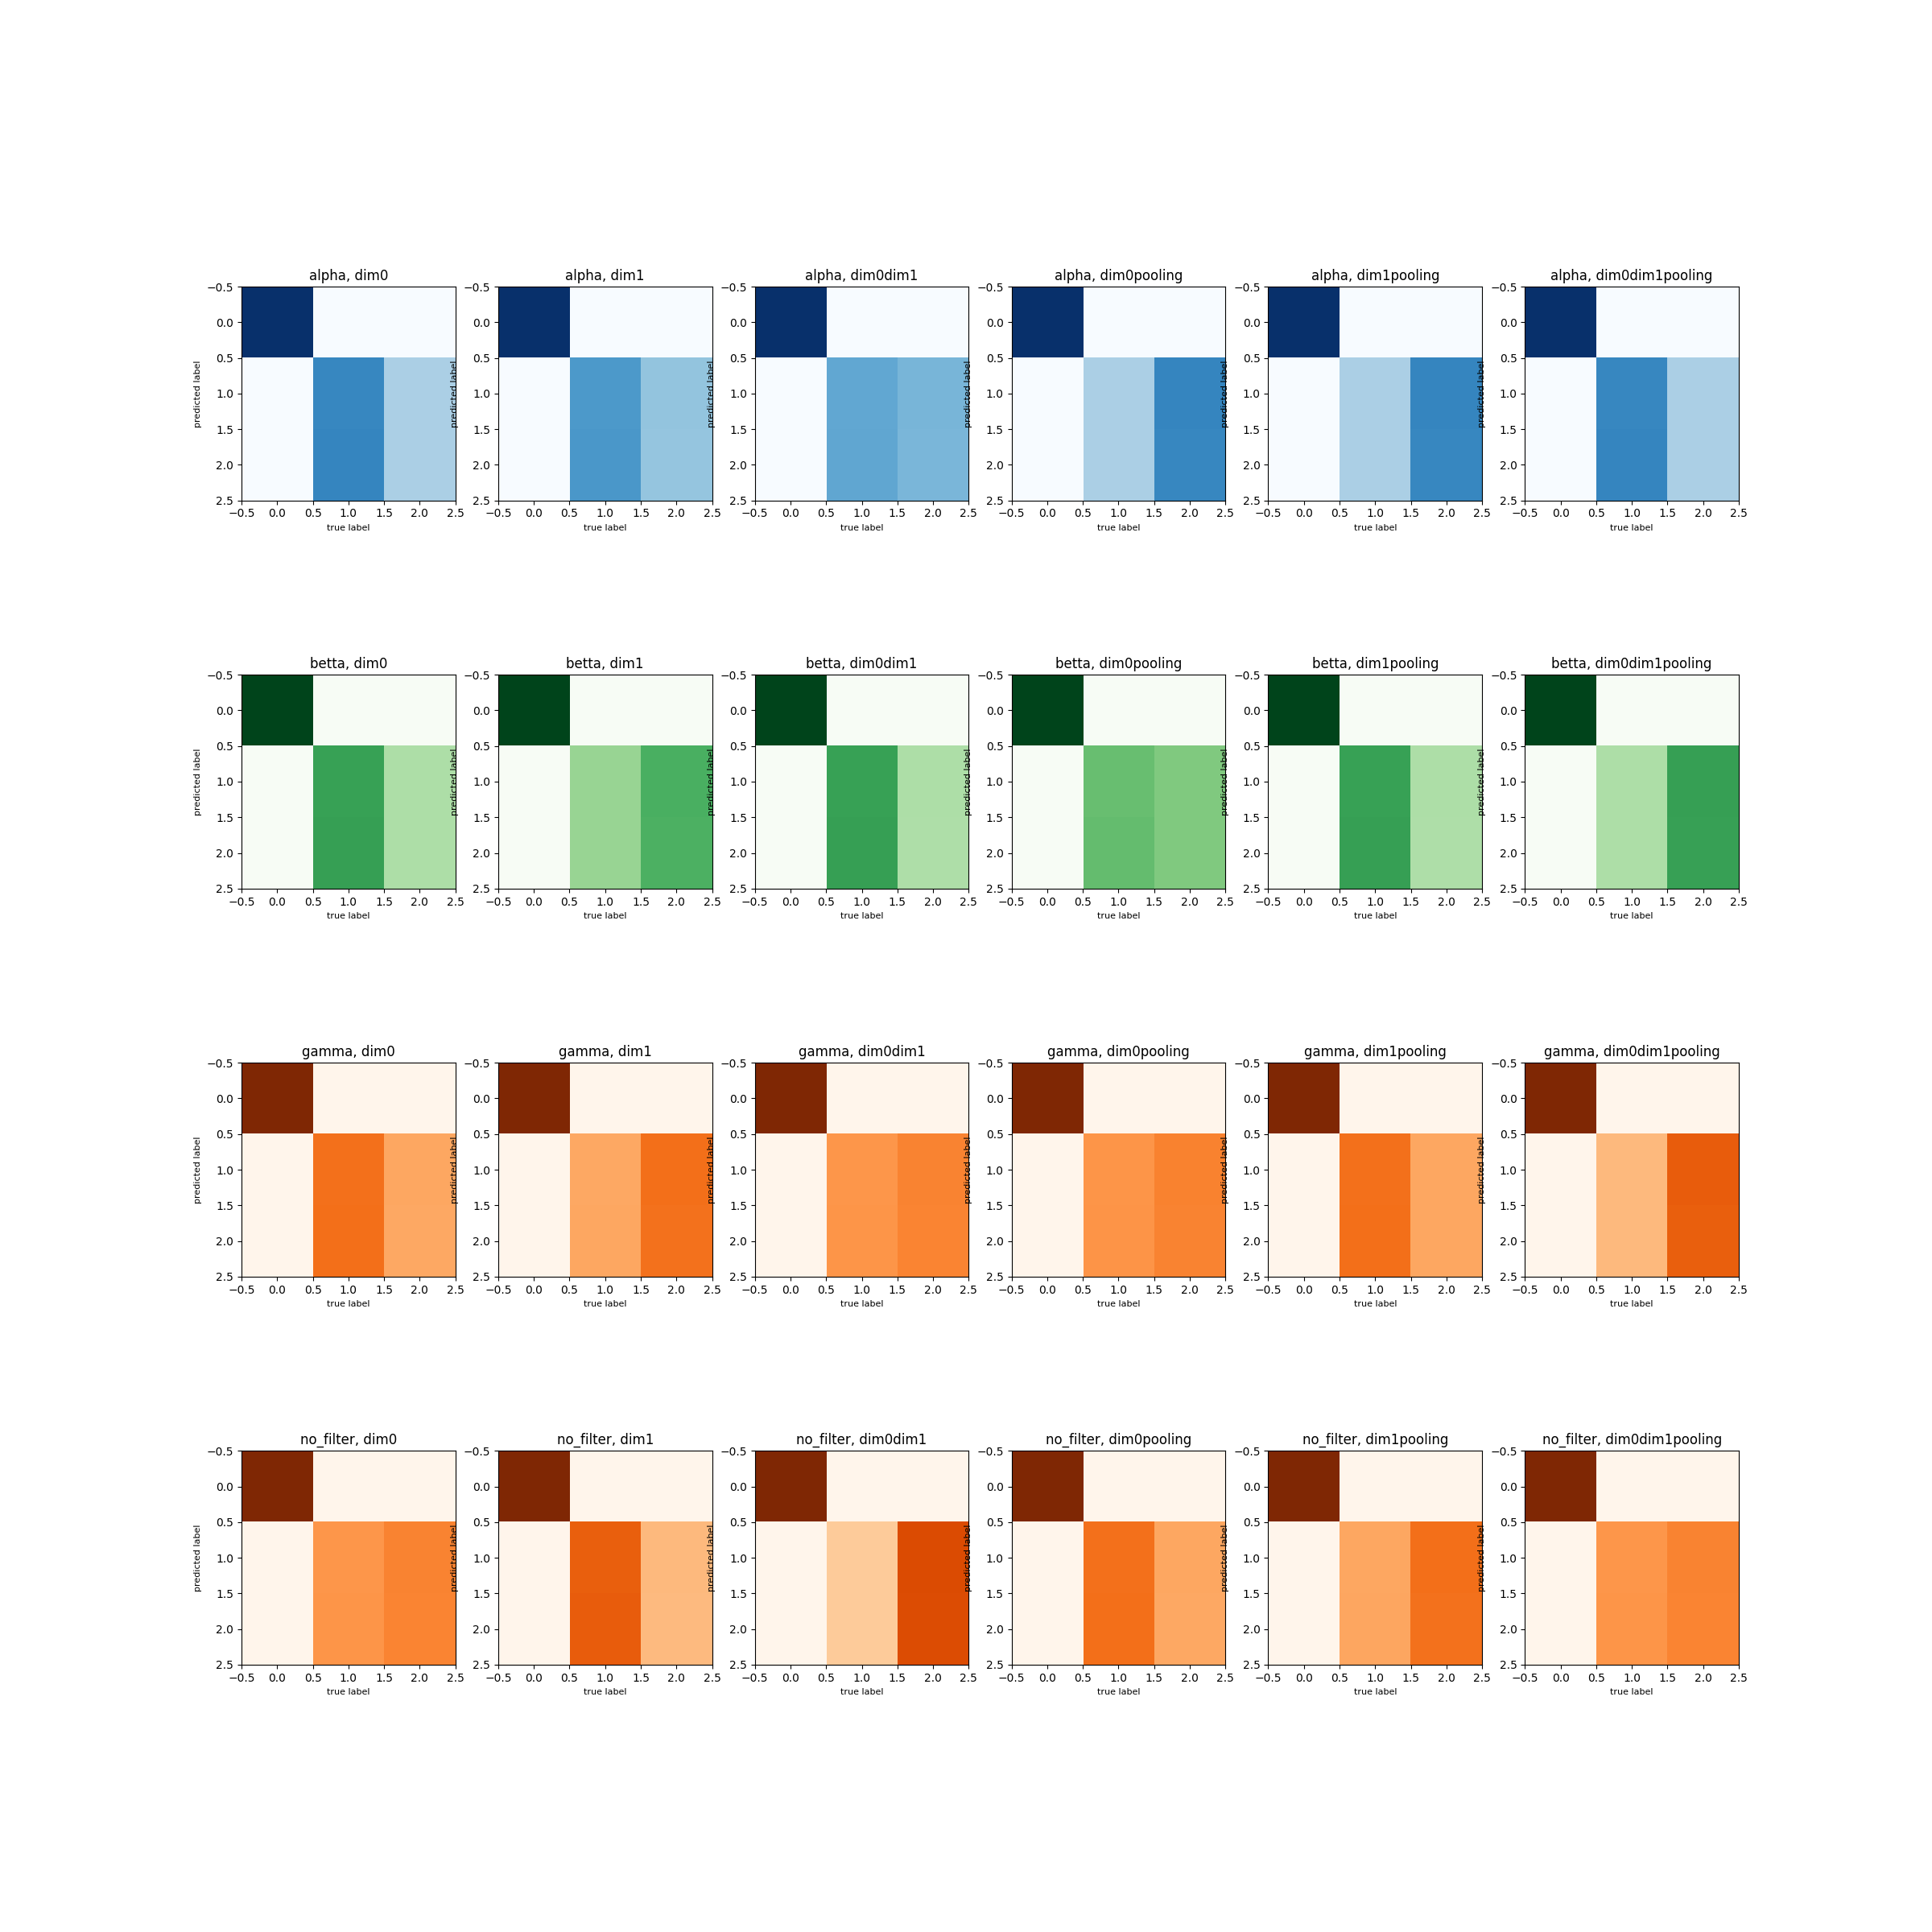 alpha, dim0 alpha, dim1 alpha, dim0dim1 alpha, dim0pooling alpha, dim1pooling alpha, dim0dim1pooling
−0.5 −0.5 −0.5 −0.5 −0.5 −0.5
0.0 0.0 0.0 0.0 0.0 0.0
0.5 0.5 0.5 0.5 0.5 0.5
predicted label predicted label predicted label predicted label predicted label predicted label
1.0 1.0 1.0 1.0 1.0 1.0
1.5 1.5 1.5 1.5 1.5 1.5
2.0 2.0 2.0 2.0 2.0 2.0
2.5 2.5 2.5 2.5 2.5 2.5
−0.5 0.0 0.5 1.0 1.5 2.0 2.5 −0.5 0.0 0.5 1.0 1.5 2.0 2.5 −0.5 0.0 0.5 1.0 1.5 2.0 2.5 −0.5 0.0 0.5 1.0 1.5 2.0 2.5 −0.5 0.0 0.5 1.0 1.5 2.0 2.5 −0.5 0.0 0.5 1.0 1.5 2.0 2.5
true label true label true label true label true label true label
betta, dim0 betta, dim1 betta, dim0dim1 betta, dim0pooling betta, dim1pooling betta, dim0dim1pooling
−0.5 −0.5 −0.5 −0.5 −0.5 −0.5
0.0 0.0 0.0 0.0 0.0 0.0
0.5 0.5 0.5 0.5 0.5 0.5
predicted label predicted label predicted label predicted label predicted label predicted label
1.0 1.0 1.0 1.0 1.0 1.0
1.5 1.5 1.5 1.5 1.5 1.5
2.0 2.0 2.0 2.0 2.0 2.0
2.5 2.5 2.5 2.5 2.5 2.5
−0.5 0.0 0.5 1.0 1.5 2.0 2.5 −0.5 0.0 0.5 1.0 1.5 2.0 2.5 −0.5 0.0 0.5 1.0 1.5 2.0 2.5 −0.5 0.0 0.5 1.0 1.5 2.0 2.5 −0.5 0.0 0.5 1.0 1.5 2.0 2.5 −0.5 0.0 0.5 1.0 1.5 2.0 2.5
true label true label true label true label true label true label
gamma, dim0 gamma, dim1 gamma, dim0dim1 gamma, dim0pooling gamma, dim1pooling gamma, dim0dim1pooling
−0.5 −0.5 −0.5 −0.5 −0.5 −0.5
0.0 0.0 0.0 0.0 0.0 0.0
0.5 0.5 0.5 0.5 0.5 0.5
predicted label predicted label predicted label predicted label predicted label predicted label
1.0 1.0 1.0 1.0 1.0 1.0
1.5 1.5 1.5 1.5 1.5 1.5
2.0 2.0 2.0 2.0 2.0 2.0
2.5 2.5 2.5 2.5 2.5 2.5
−0.5 0.0 0.5 1.0 1.5 2.0 2.5 −0.5 0.0 0.5 1.0 1.5 2.0 2.5 −0.5 0.0 0.5 1.0 1.5 2.0 2.5 −0.5 0.0 0.5 1.0 1.5 2.0 2.5 −0.5 0.0 0.5 1.0 1.5 2.0 2.5 −0.5 0.0 0.5 1.0 1.5 2.0 2.5
true label true label true label true label true label true label
no_filter, dim0 no_filter, dim1 no_filter, dim0dim1 no_filter, dim0pooling no_filter, dim1pooling no_filter, dim0dim1pooling
−0.5 −0.5 −0.5 −0.5 −0.5 −0.5
0.0 0.0 0.0 0.0 0.0 0.0
0.5 0.5 0.5 0.5 0.5 0.5
predicted label predicted label predicted label predicted label predicted label predicted label
1.0 1.0 1.0 1.0 1.0 1.0
1.5 1.5 1.5 1.5 1.5 1.5
2.0 2.0 2.0 2.0 2.0 2.0
2.5 2.5 2.5 2.5 2.5 2.5
−0.5 0.0 0.5 1.0 1.5 2.0 2.5 −0.5 0.0 0.5 1.0 1.5 2.0 2.5 −0.5 0.0 0.5 1.0 1.5 2.0 2.5 −0.5 0.0 0.5 1.0 1.5 2.0 2.5 −0.5 0.0 0.5 1.0 1.5 2.0 2.5 −0.5 0.0 0.5 1.0 1.5 2.0 2.5
true label true label true label true label true label true label